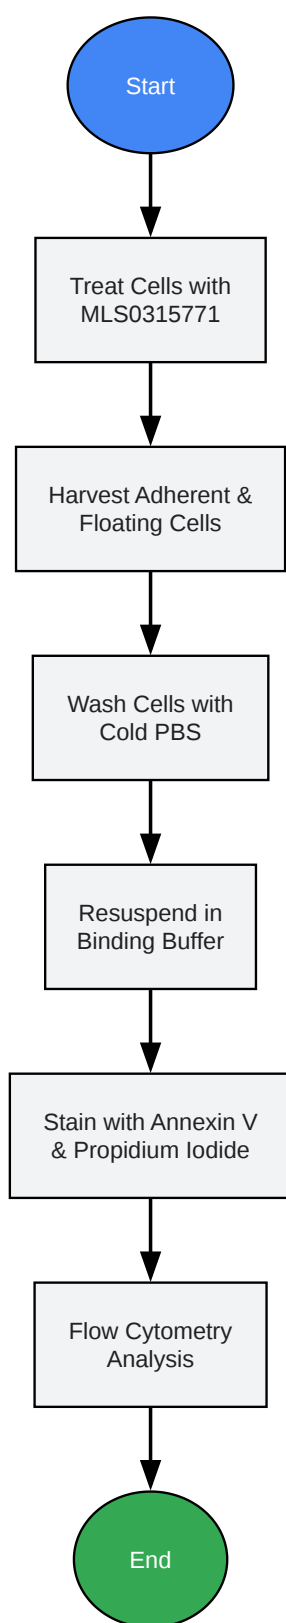 Start
Treat Cells with
MLS0315771
Harvest Adherent &
Floating Cells
Wash Cells with
Cold PBS
Resuspend in
Binding Buffer
Stain with Annexin V
& Propidium Iodide
Flow Cytometry
Analysis
End